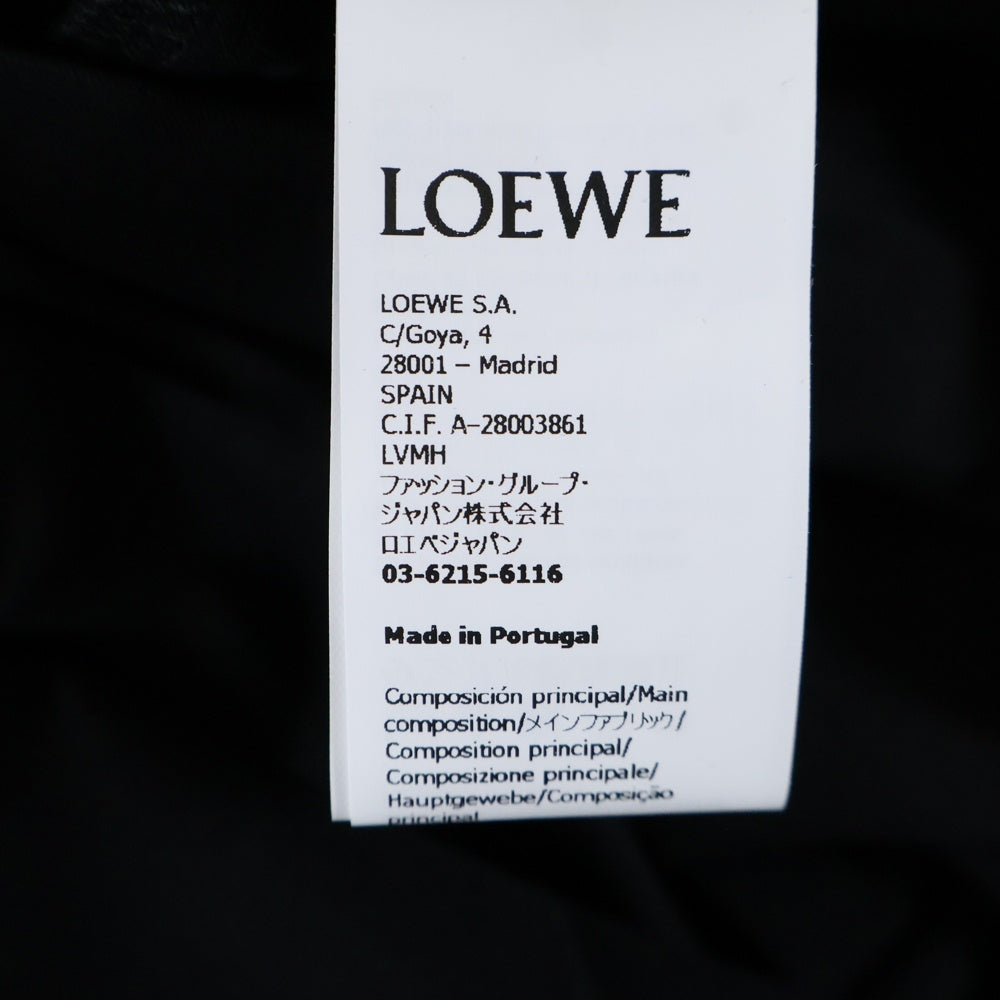 LOEWE
LOEWE S.A.
C/Goya, 4
28001 – Madrid
SPAIN
C.I.F. A-28003861
LVMH
ファッション・グループ・
ジャパン株式会社
ロエベジャパン
03-6215-6116
Made in Portugal
Composición principal/Main
composition/メインファブリック/
Composition principal/
Composizione principale/
Hauptgewebe/Composição
principal